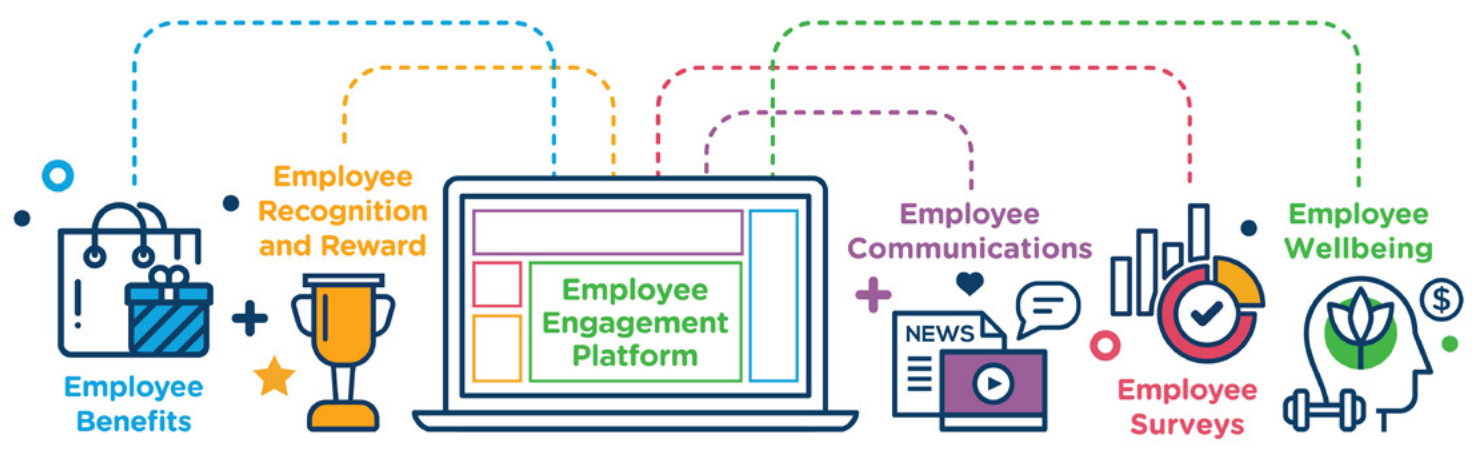 Employee
Benefits
Employee
Recognition
and Reward
Employee
Engagement
Platform
Employee
Communications
NEWS
Employee
Surveys
Employee
Wellbeing
$